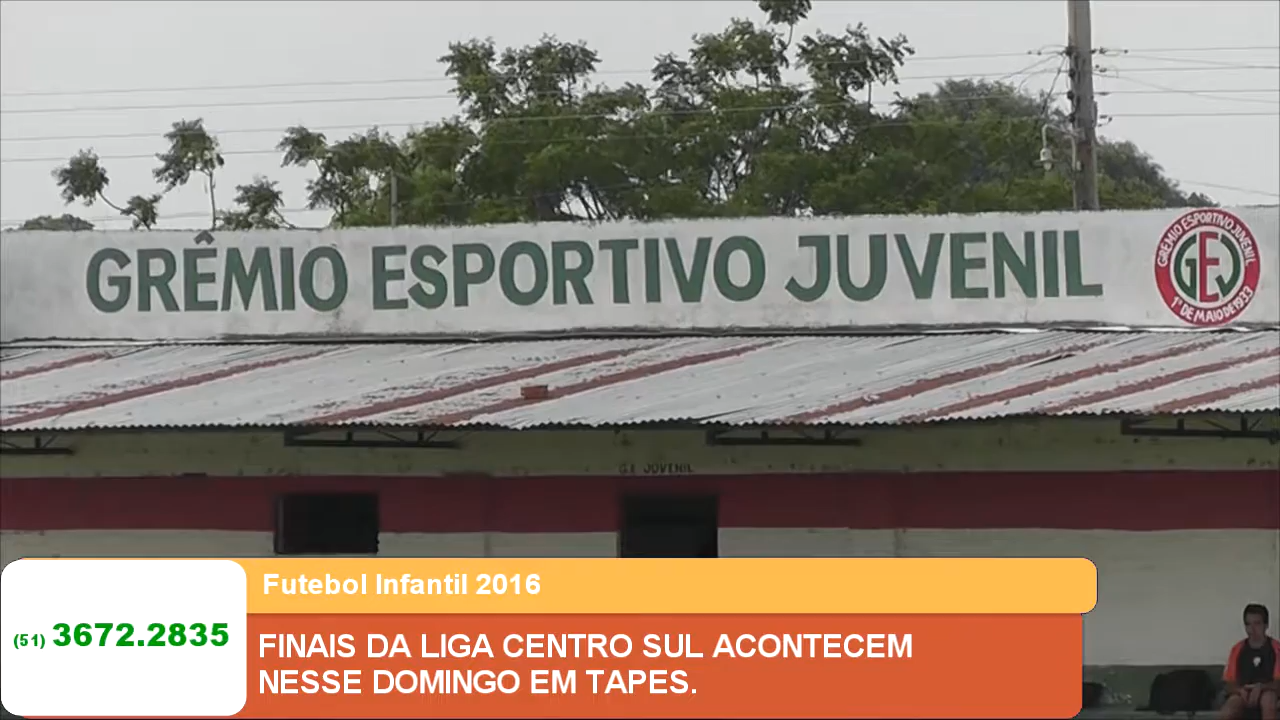 GRÊMIO ESPORTIVO JUVENIL
GRÊMIO ESPORTIVO JUVENIL
GEJ
1º DE MAIO DE 1933
G.E. JOVENIL
Futebol Infantil 2016
(51) 3672.2835
FINAIS DA LIGA CENTRO SUL ACONTECEM
NESSE DOMINGO EM TAPES.